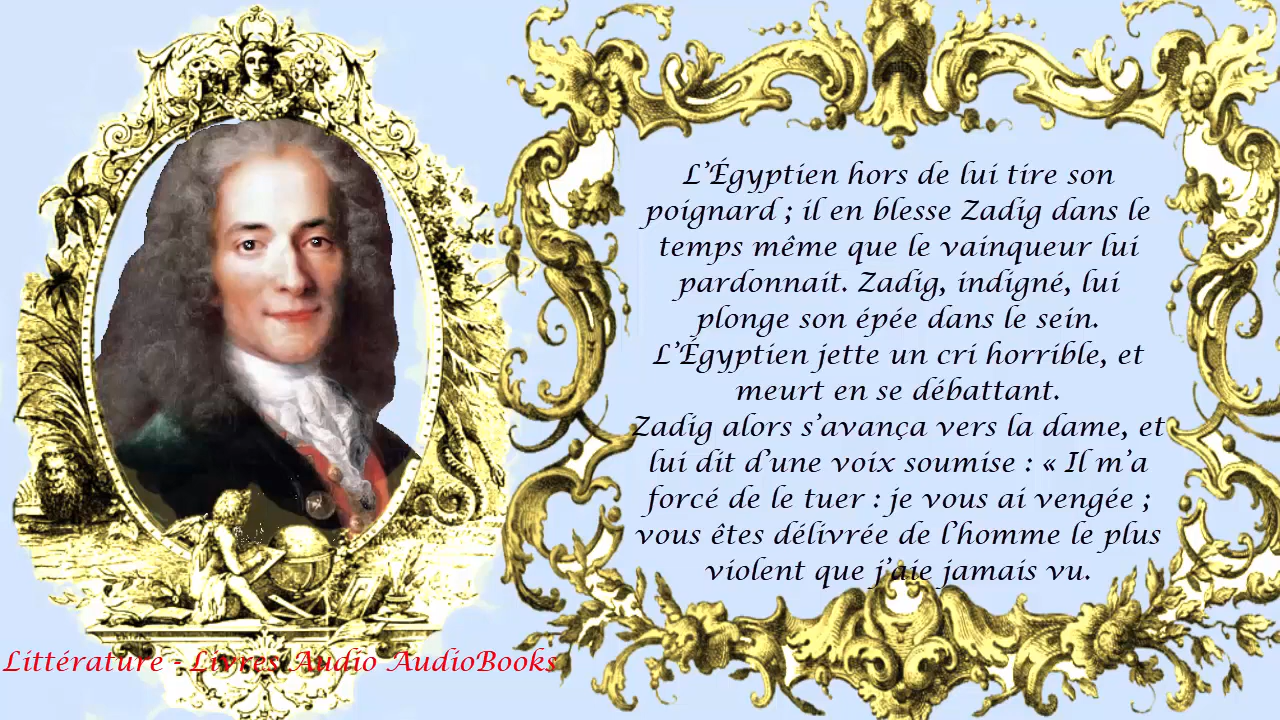 L'Égyptien hors de lui tire son
poignard ; il en blesse Zadig dans le
temps même que le vainqueur lui
pardonnait. Zadig, indigné, lui
plonge son épée dans le sein.
L'Égyptien jette un cri horrible, et
meurt en se débattant.
Zadig alors s'avança vers la dame, et
lui dit d'une voix soumise : « Il m'a
forcé de le tuer : je vous ai vengée ;
vous êtes délivrée de l'homme le plus
violent que j'aie jamais vu.
Littérature - Livres Audio AudioBooks